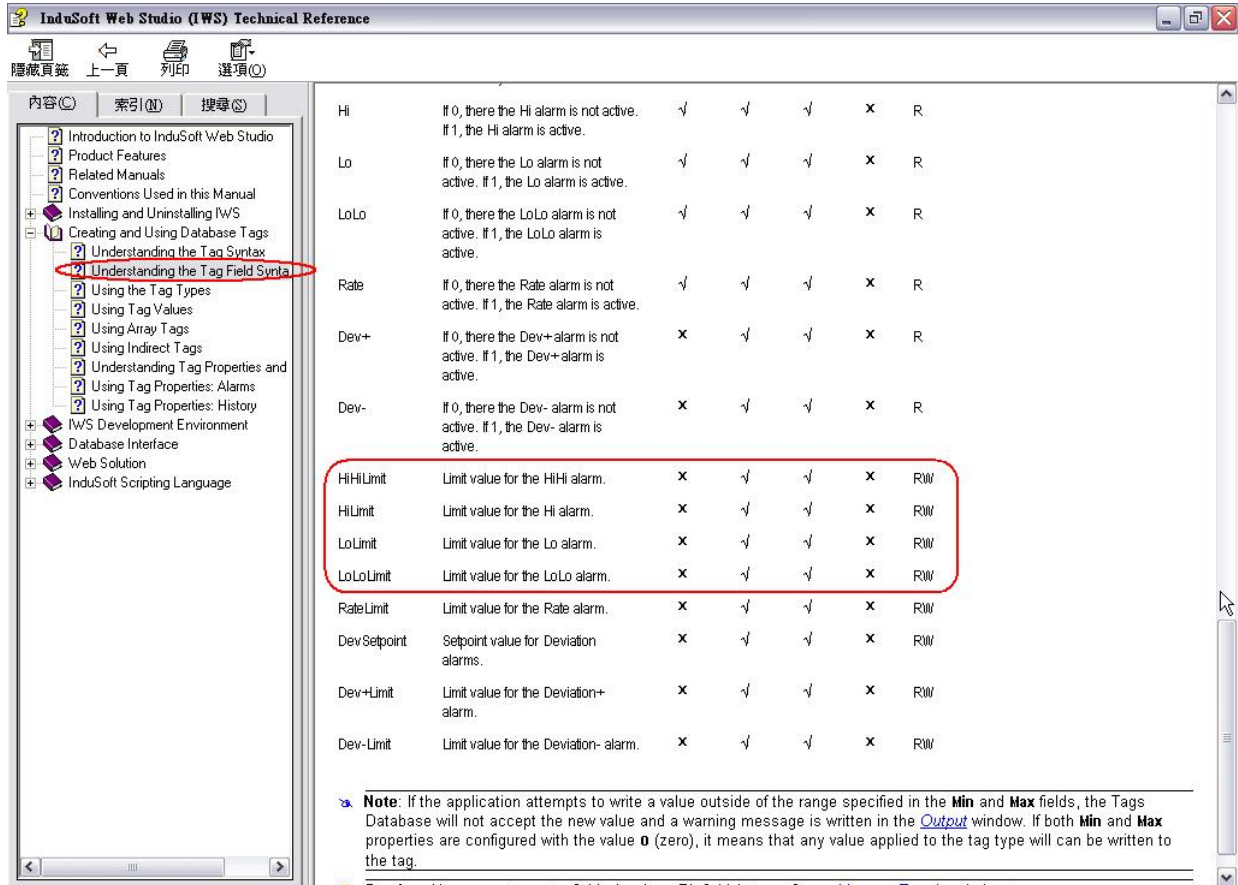 InduSoft Web Studio (IWS) Technical Reference
隱藏頁籤 上一頁 列印 選項(O)
內容(C) 索引(N) 搜尋(S)
Introduction to InduSoft Web Studio
Product Features
Related Manuals
Conventions Used in this Manual
Installing and Uninstalling IWS
Creating and Using Database Tags
Understanding the Tag Syntax
Understanding the Tag Field Synta
Using the Tag Types
Using Tag Values
Using Array Tags
Using Indirect Tags
Understanding Tag Properties and
Using Tag Properties: Alarms
Using Tag Properties: History
IWS Development Environment
Database Interface
Web Solution
InduSoft Scripting Language
Hi If 0, there the Hi alarm is not active. √ √ √ x R
If 1, the Hi alarm is active.
Lo If 0, there the Lo alarm is not √ √ √ x R
active. If 1, the Lo alarm is active.
LoLo If 0, there the LoLo alarm is not √ √ √ x R
active. If 1, the LoLo alarm is
active.
Rate If 0, there the Rate alarm is not √ √ √ x R
active. If 1, the Rate alarm is active.
Dev+ If 0, there the Dev+ alarm is not x √ √ x R
active. If 1, the Dev+ alarm is
active.
Dev- If 0, there the Dev- alarm is not x √ √ x R
active. If 1, the Dev- alarm is
active.
HiHiLimit Limit value for the HiHi alarm. x √ √ x RW
HiLimit Limit value for the Hi alarm. x √ √ x RW
LoLimit Limit value for the Lo alarm. x √ √ x RW
LoLoLimit Limit value for the LoLo alarm. x √ √ x RW
RateLimit Limit value for the Rate alarm. x √ √ x RW
DevSetpoint Setpoint value for Deviation x √ √ x RW
alarms.
Dev+Limit Limit value for the Deviation+ x √ √ x RW
alarm.
Dev-Limit Limit value for the Deviation- alarm. x √ √ x RW
Note: If the application attempts to write a value outside of the range specified in the Min and Max fields, the Tags
Database will not accept the new value and a warning message is written in the Output window. If both Min and Max
properties are configured with the value 0 (zero), it means that any value applied to the tag type will can be written to
the tag.